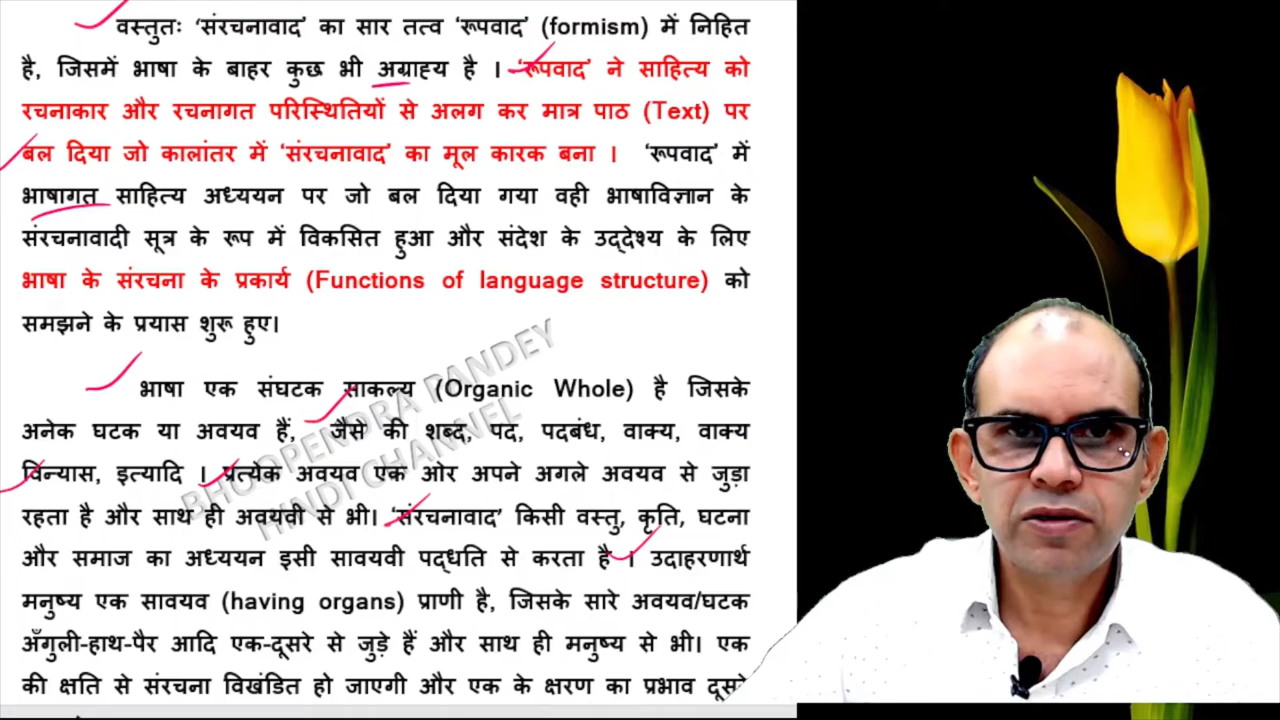 वस्तुतः ‘संरचनावाद’ का सार तत्व ‘रूपवाद’ (formism) में निहित
है, जिसमें भाषा के बाहर कुछ भी अग्राह्य है । ‘रूपवाद’ ने साहित्य को
रचनाकार और रचनागत परिस्थितियों से अलग कर मात्र पाठ (Text) पर
बल दिया जो कालांतर में ‘संरचनावाद’ का मूल कारक बना । ‘रूपवाद’ में
भाषागत साहित्य अध्ययन पर जो बल दिया गया वही भाषाविज्ञान के
संरचनावादी सूत्र के रूप में विकसित हुआ और संदेश के उद्देश्य के लिए
भाषा के संरचना के प्रकार्य (Functions of language structure) को
समझने के प्रयास शुरू हुए।
भाषा एक संघटक साकल्य (Organic Whole) है जिसके
अनेक घटक या अवयव हैं, जैसे की शब्द, पद, पदबंध, वाक्य, वाक्य
विन्यास, इत्यादि । प्रत्येक अवयव एक ओर अपने अगले अवयव से जुड़ा
रहता है और साथ ही अवयवी से भी। ‘संरचनावाद’ किसी वस्तु, कृति, घटना
और समाज का अध्ययन इसी सावयवी पद्धति से करता है । उदाहरणार्थ
मनुष्य एक सावयव (having organs) प्राणी है, जिसके सारे अवयव/घटक
अँगुली-हाथ-पैर आदि एक-दूसरे से जुड़े हैं और साथ ही मनुष्य से भी। एक
की क्षति से संरचना विखंडित हो जाएगी और एक के क्षरण का प्रभाव दूसरे
BHOOPENDRA PANDEY
HINDI CHANNEL